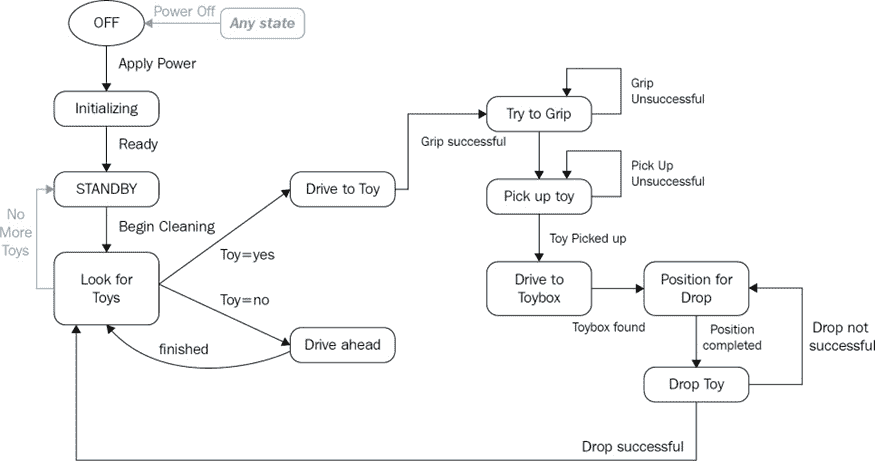 OFF
Power Off
Any state
Apply Power
Initializing
Ready
STANDBY
Begin Cleaning
No
More
Toys
Look for
Toys
Toy=yes
Toy=no
Drive to Toy
Drive ahead
finished
Grip successful
Try to Grip
Grip
Unsuccessful
Pick up toy
Pick Up
Unsuccessful
Toy Picked up
Drive to
Toybox
Toybox found
Position for
Drop
Position
completed
Drop not
successful
Drop Toy
Drop successful